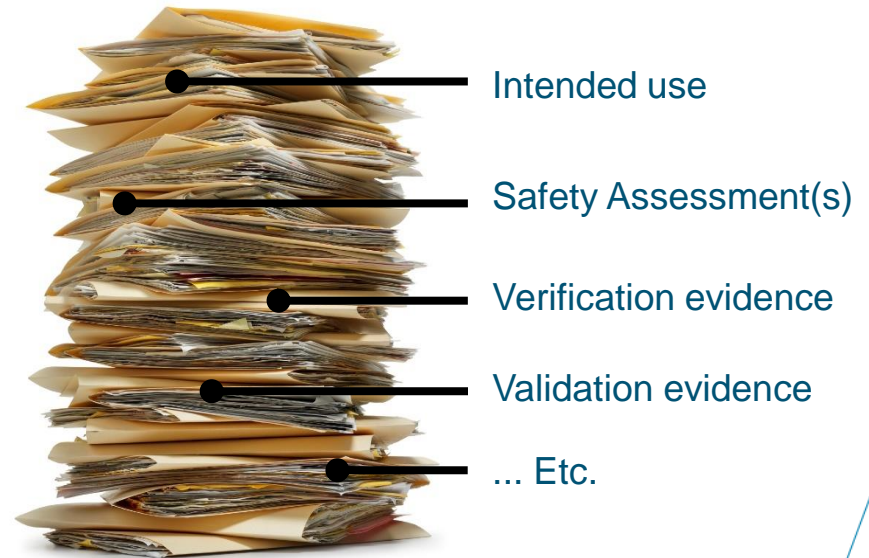 Intended use
Safety Assessment(s)
Verification evidence
Validation evidence
... Etc.